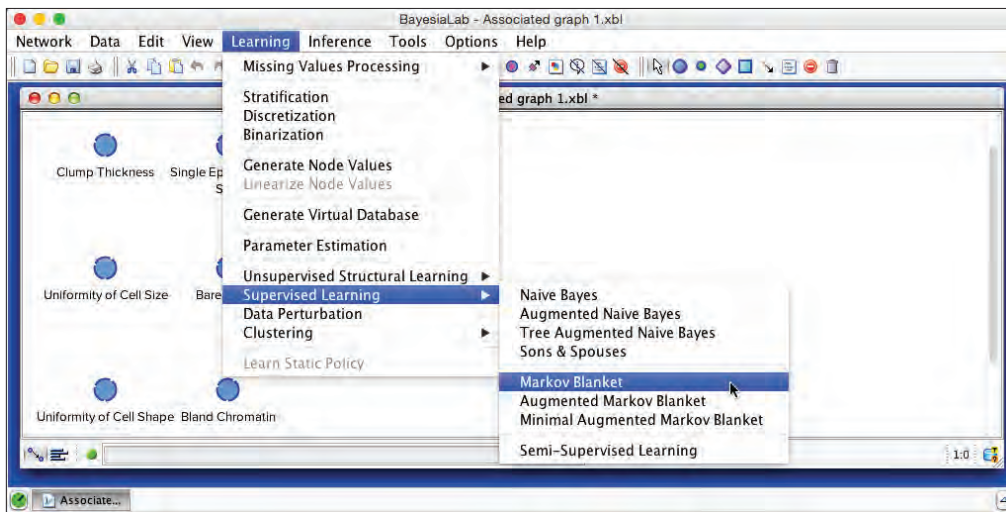 BayesiaLab - Associated graph 1.xbl
Network Data Edit View Learning Inference Tools Options Help
ed graph 1.xbl *
Missing Values Processing
Stratification
Discretization
Binarization
Generate Node Values
Linearize Node Values
Generate Virtual Database
Parameter Estimation
Unsupervised Structural Learning
Supervised Learning
Data Perturbation
Clustering
Learn Static Policy
Naive Bayes
Augmented Naive Bayes
Tree Augmented Naive Bayes
Sons & Spouses
Markov Blanket
Augmented Markov Blanket
Minimal Augmented Markov Blanket
Semi-Supervised Learning
Clump Thickness Single Ep
S
Uniformity of Cell Size Bare
Uniformity of Cell Shape Bland Chromatin
1:0
Associate...